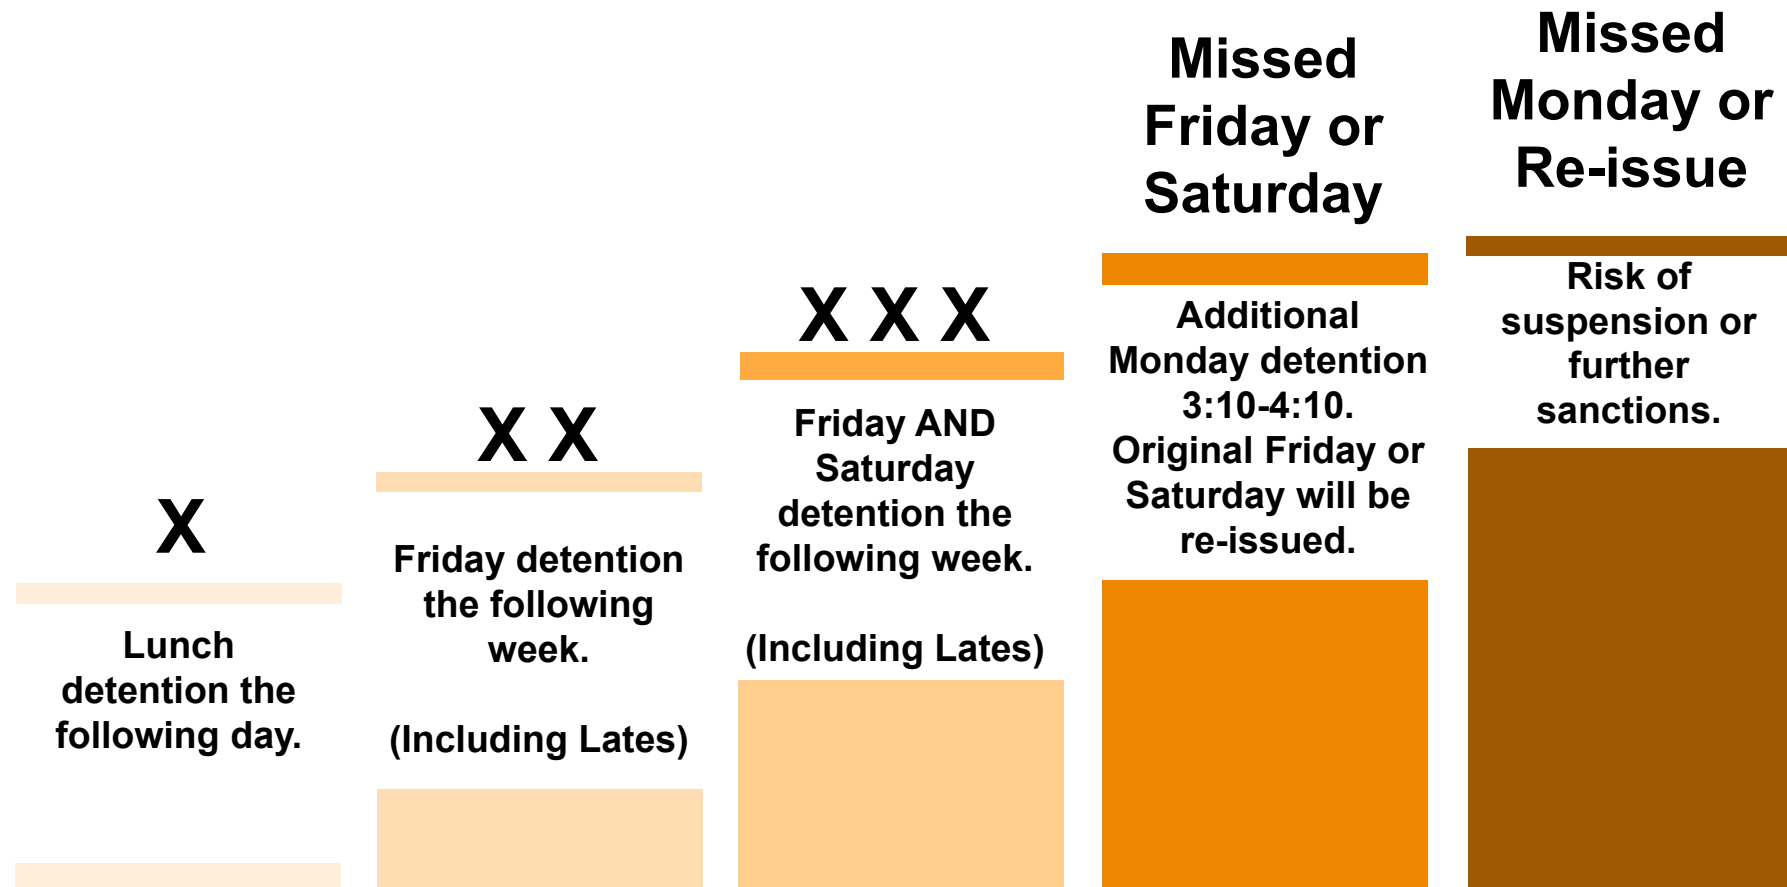 X
Lunch
detention the
following day.
X X
Friday detention
the following
week.
(Including Lates)
X X X
Friday AND
Saturday
detention the
following week.
(Including Lates)
Missed
Friday or
Saturday
Additional
Monday detention
3:10-4:10.
Original Friday or
Saturday will be
re-issued.
Missed
Monday or
Re-issue
Risk of
suspension or
further
sanctions.